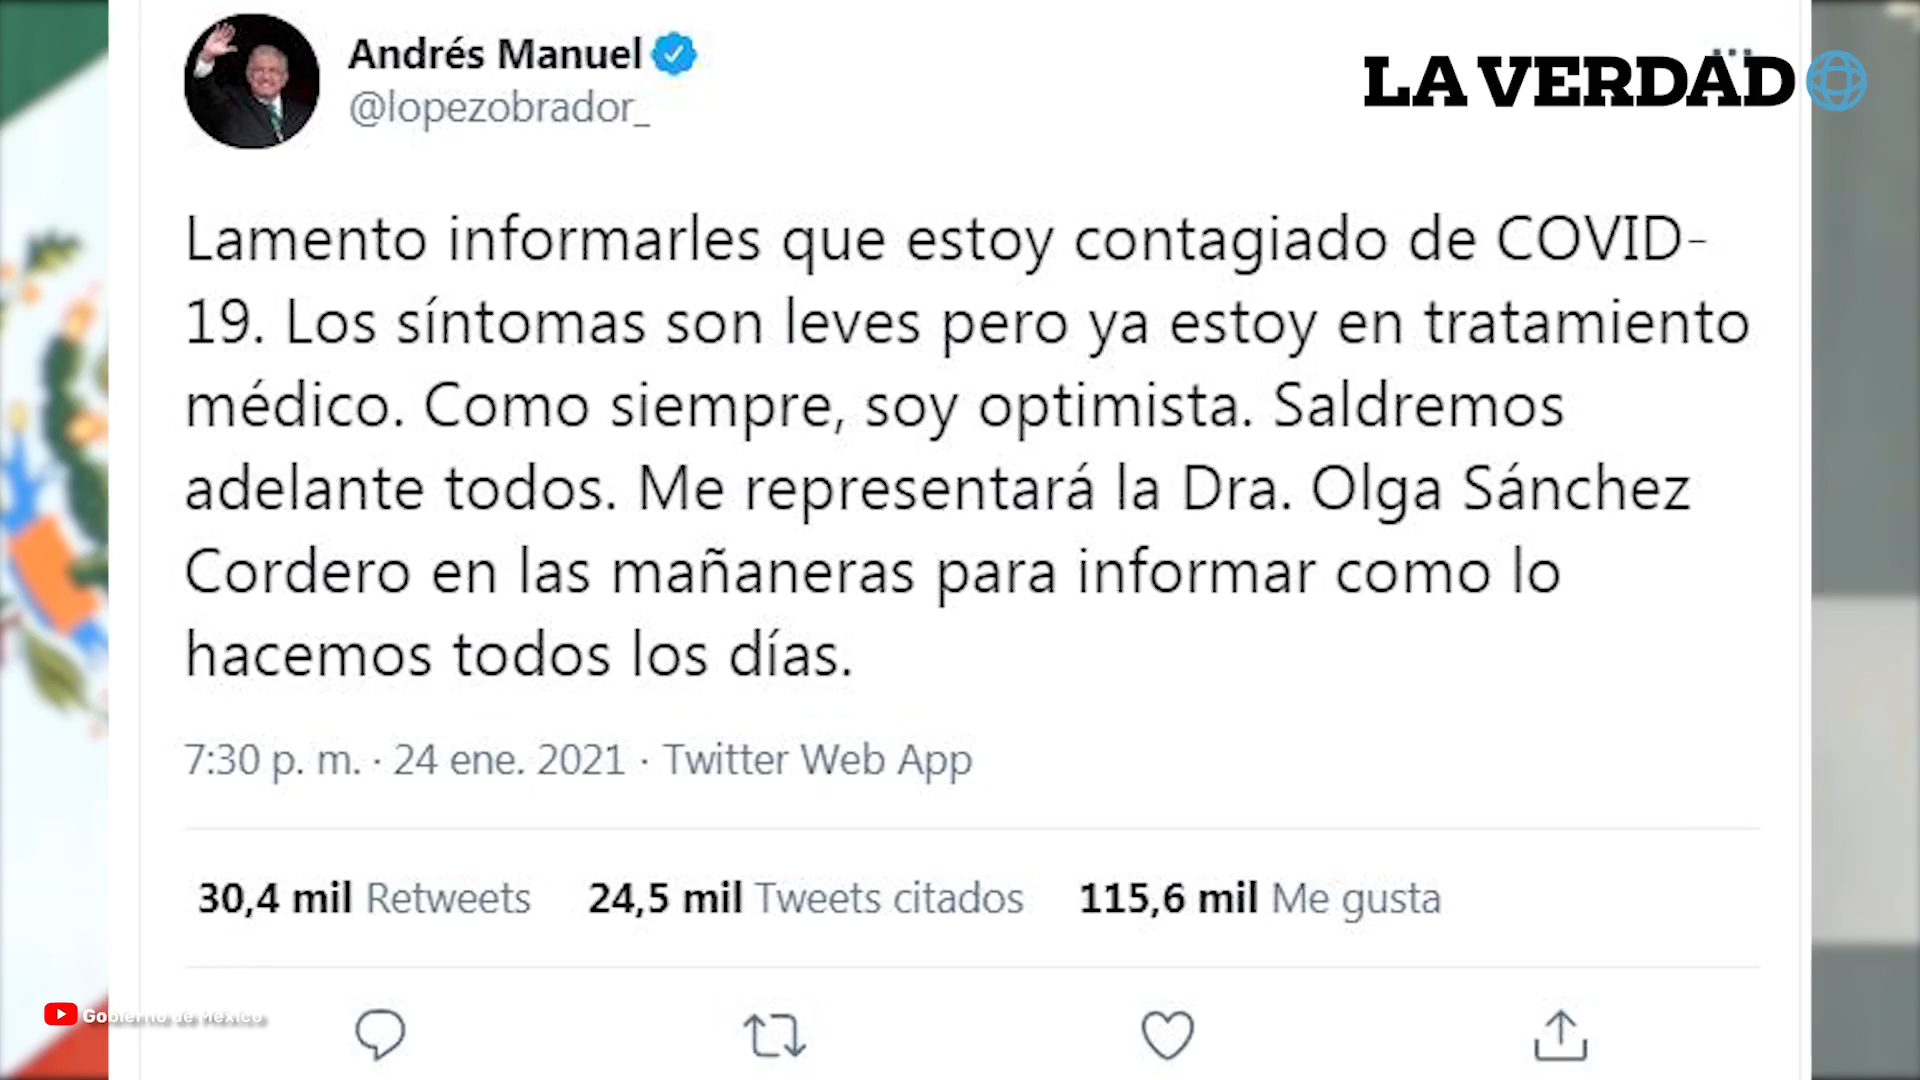 Andrés Manuel
@lopezobrador_
LA VERDAD
Lamento informarles que estoy contagiado de COVID-
19. Los síntomas son leves pero ya estoy en tratamiento
médico. Como siempre, soy optimista. Saldremos
adelante todos. Me representará la Dra. Olga Sánchez
Cordero en las mañaneras para informar como lo
hacemos todos los días.
7:30 p. m. · 24 ene. 2021 · Twitter Web App
30,4 mil Retweets 24,5 mil Tweets citados 115,6 mil Me gusta
Gobierno de México